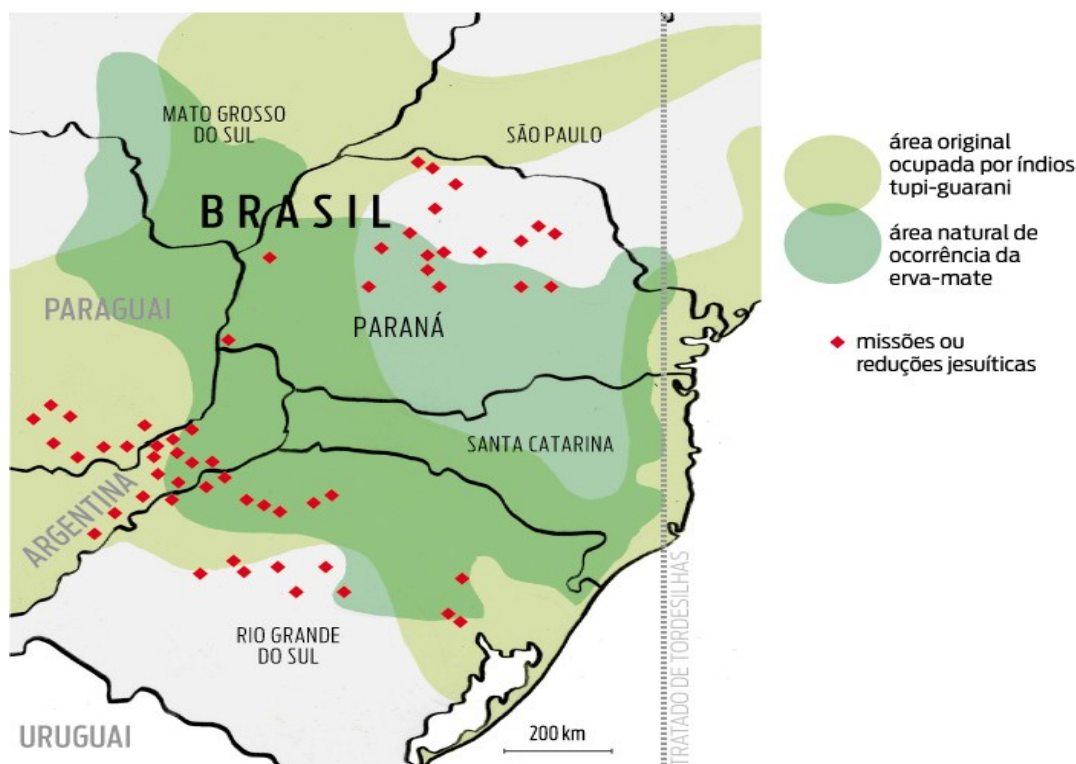 MATO GROSSO
DO SUL
SÃO PAULO
BRASIL
PARAGUAI
PARANÁ
SANTA CATARINA
ARGENTINA
RIO GRANDE
DO SUL
URUGUAI
200 km
TRATADO DE TORDESILHAS
área original
ocupada por índios
tupi-guarani
área natural de
ocorrência da
erva-mate
missões ou
reduções jesuíticas